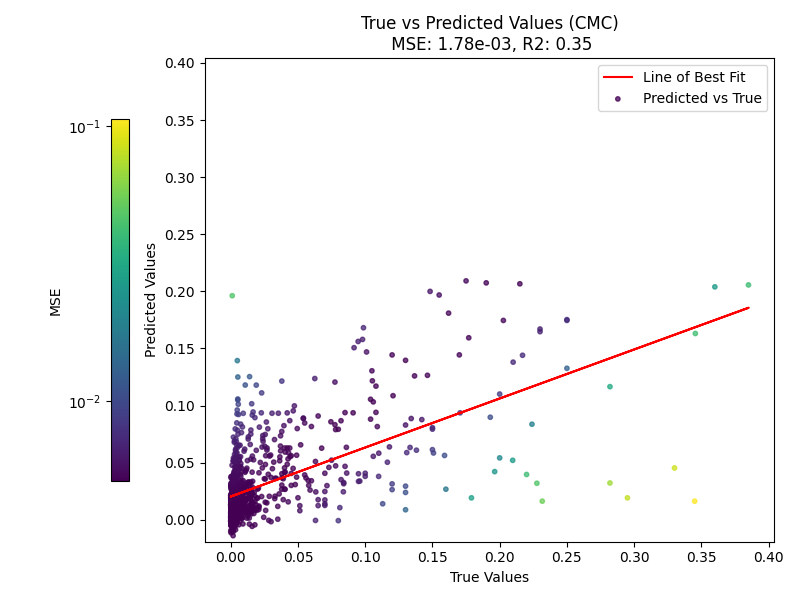 True vs Predicted Values (CMC)
MSE: 1.78e-03, R2: 0.35
Line of Best Fit
Predicted vs True
10⁻¹
10⁻²
MSE
Predicted Values
0.40
0.35
0.30
0.25
0.20
0.15
0.10
0.05
0.00
0.00 0.05 0.10 0.15 0.20 0.25 0.30 0.35 0.40
True Values